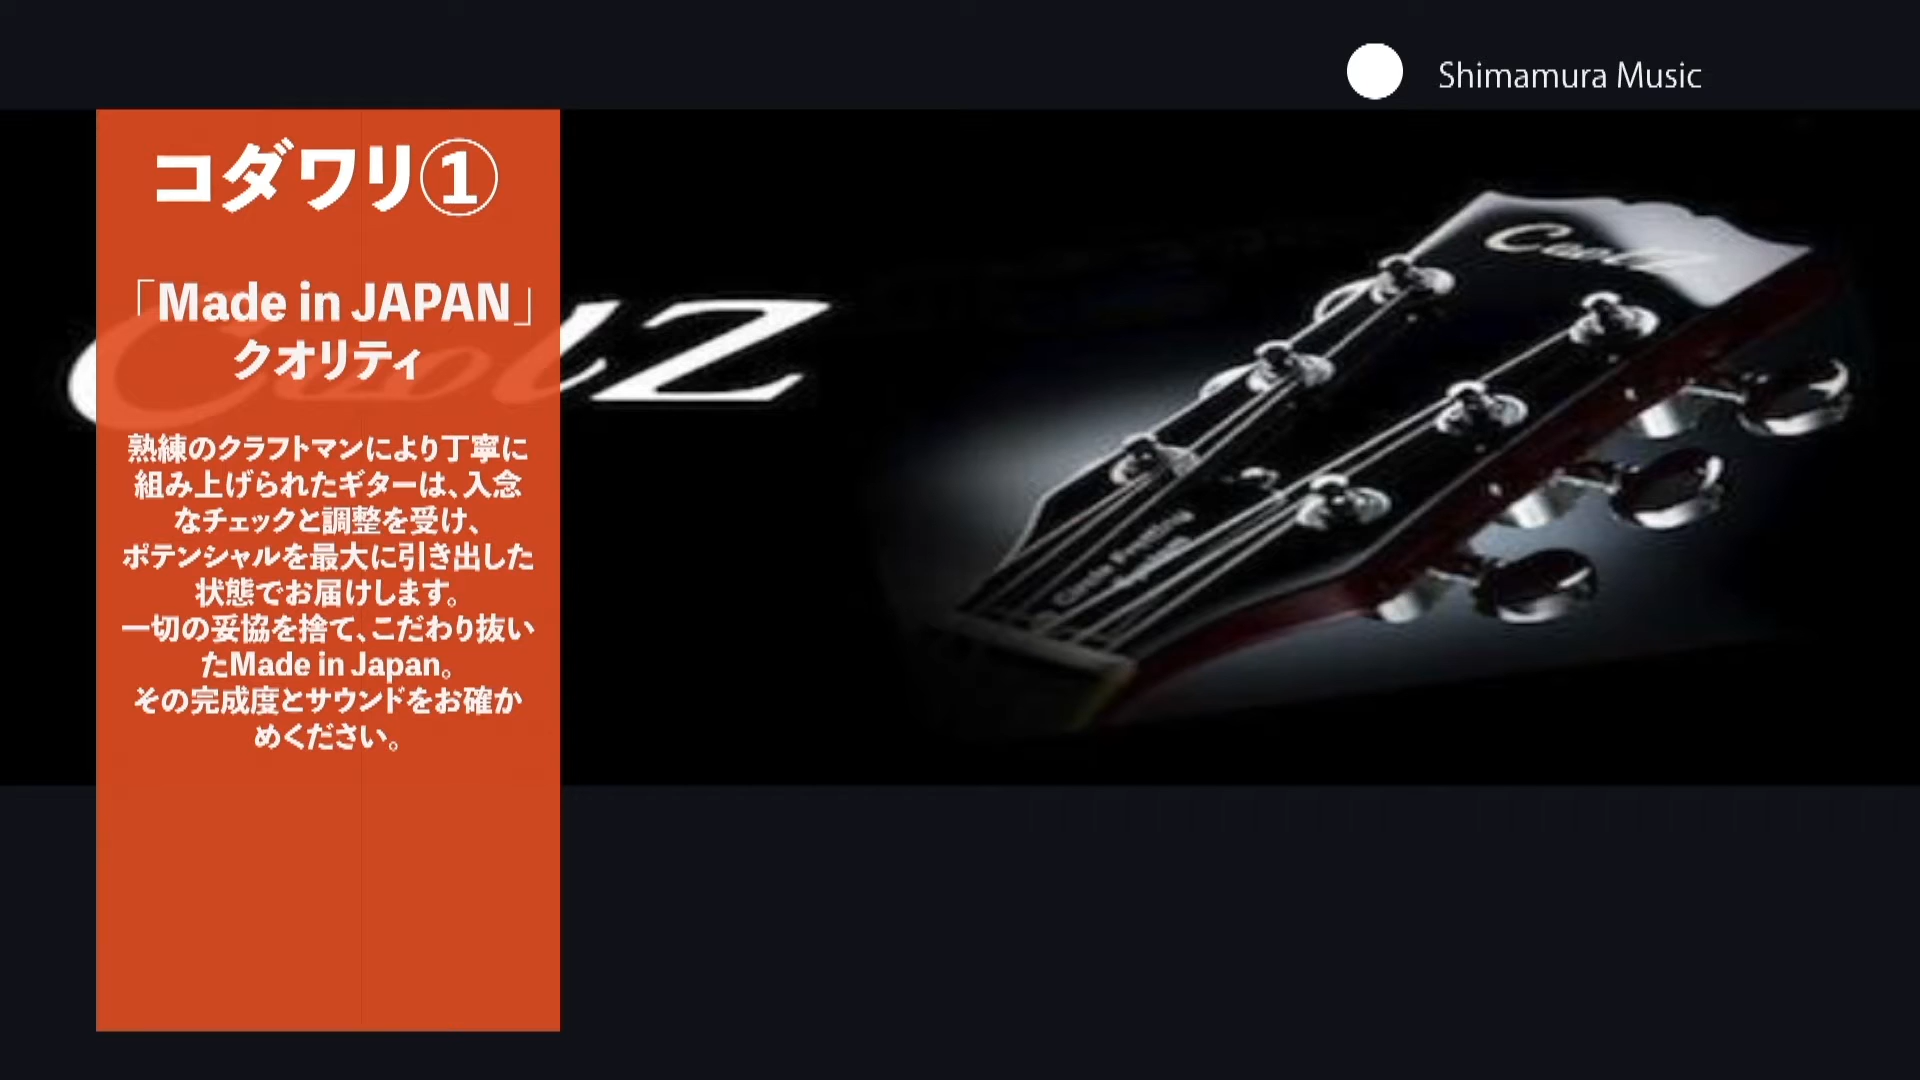 Shimamura Music
コダワリ①
「Made in JAPAN」
クオリティ
CoolZ
CoolZ
熟練のクラフトマンにより丁寧に
組み上げられたギターは、入念
なチェックと調整を受け、
ポテンシャルを最大に引き出した
状態でお届けします。
一切の妥協を捨て、こだわり抜い
たMade in Japan。
その完成度とサウンドをお確か
めください。